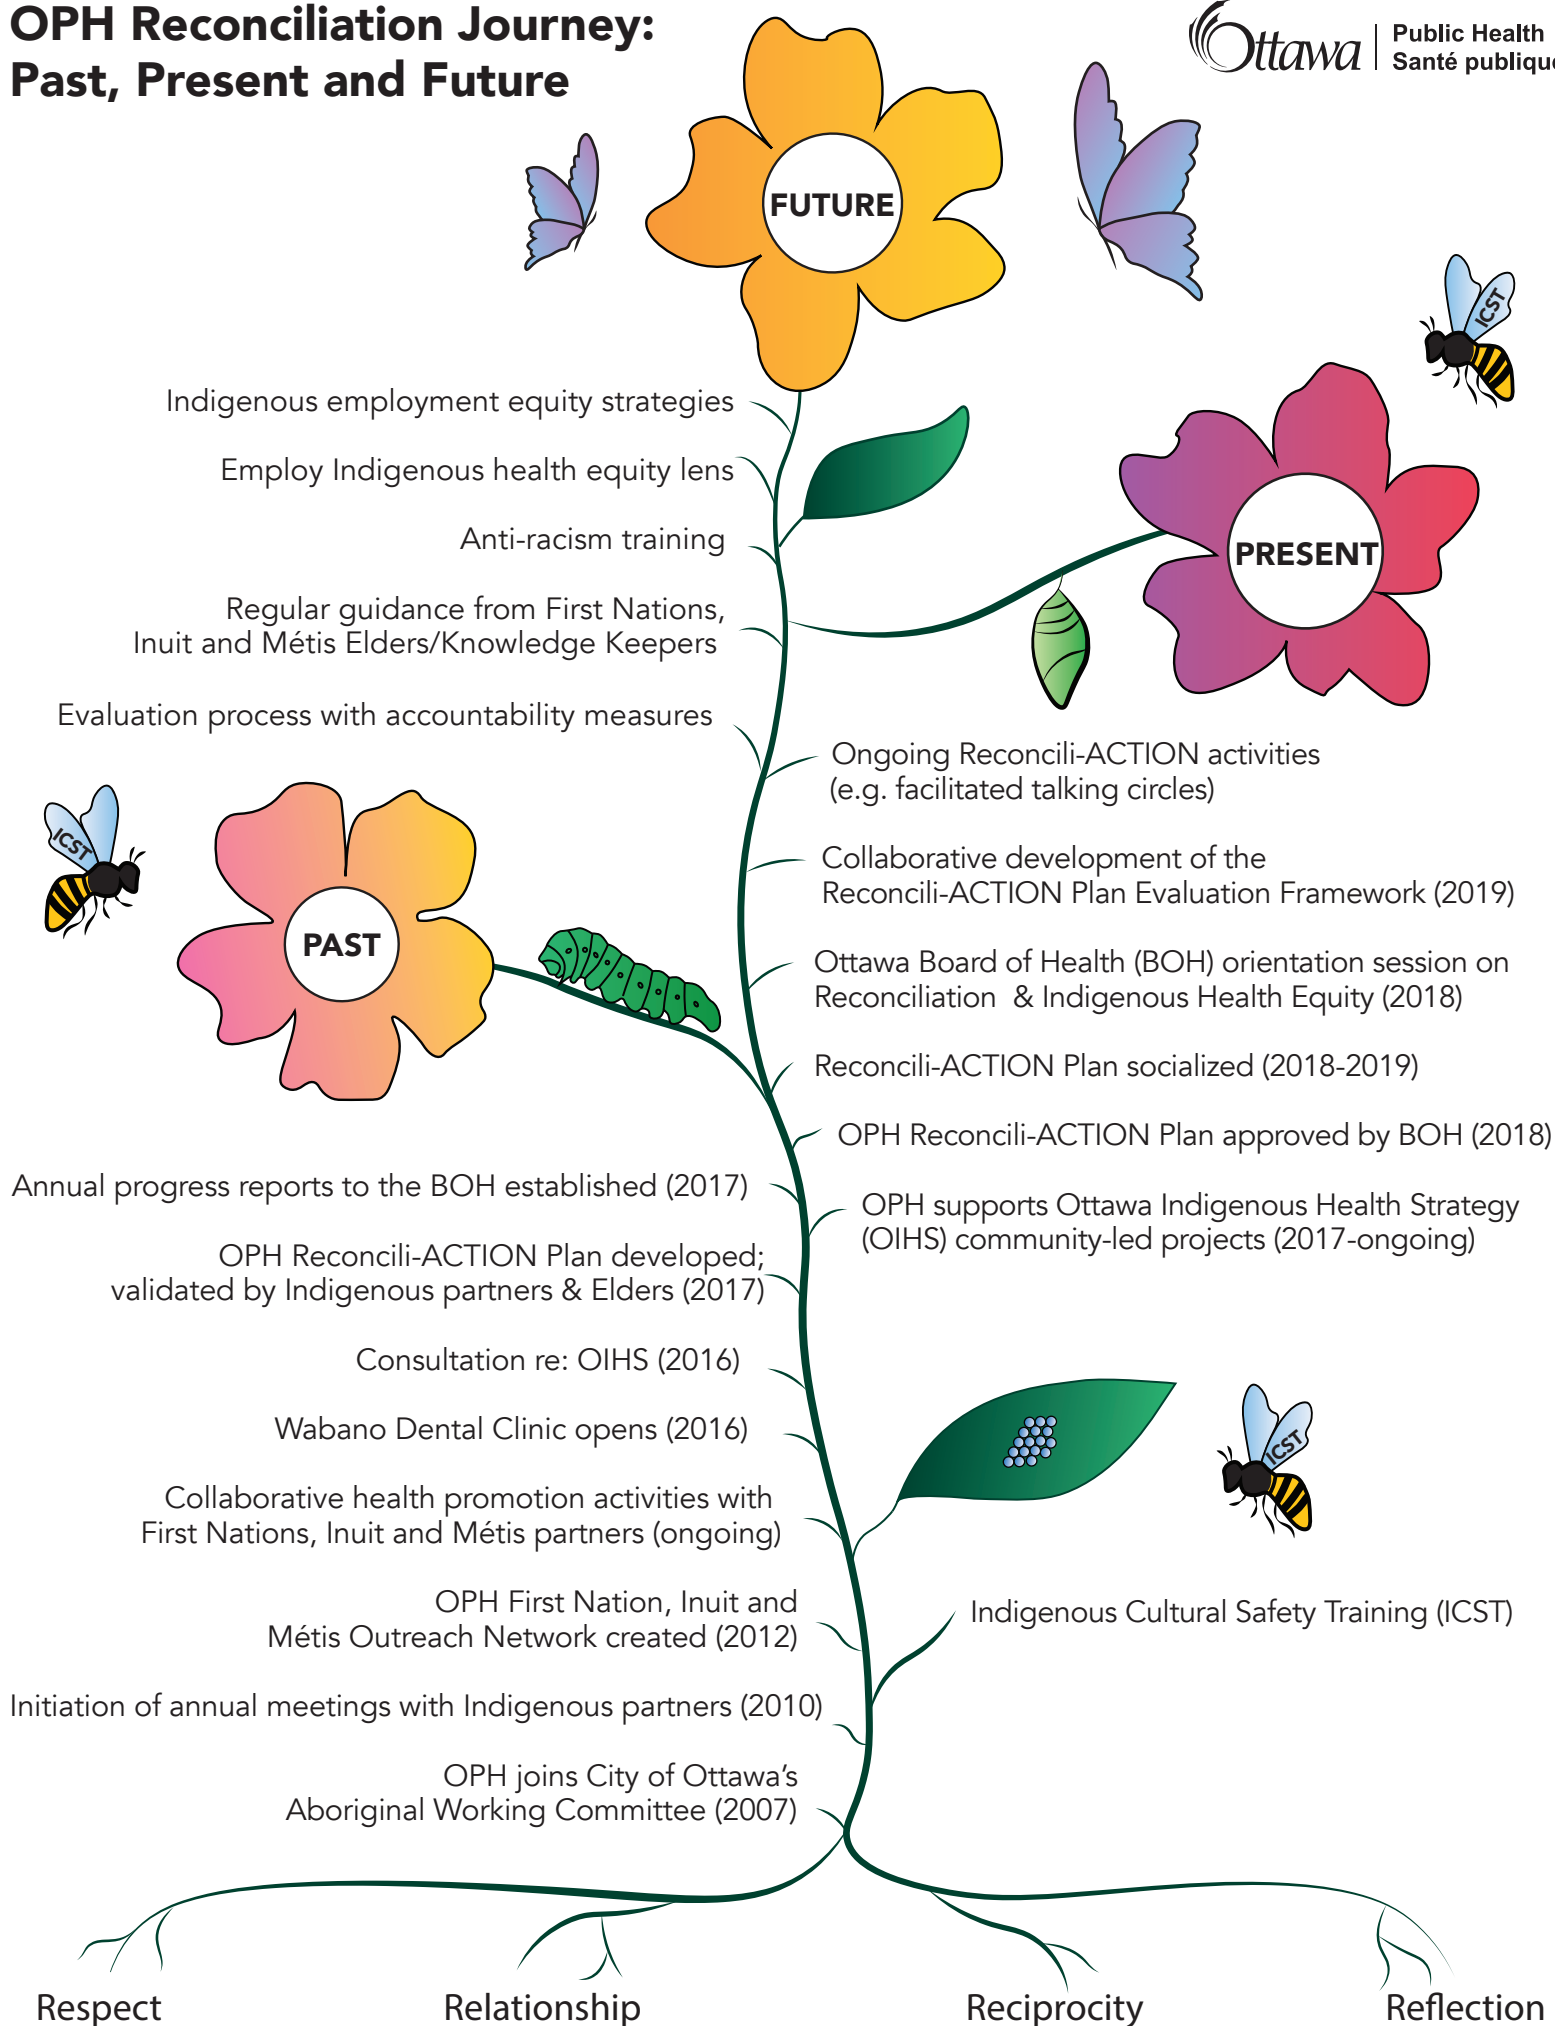 OPH Reconciliation Journey:
Past, Present and Future
Ottawa
Public Health
Santé publique
FUTURE
ICST
Indigenous employment equity strategies
Employ Indigenous health equity lens
Anti-racism training
Regular guidance from First Nations,
Inuit and Métis Elders/Knowledge Keepers
Evaluation process with accountability measures
PRESENT
Ongoing Reconcili-ACTION activities
(e.g. facilitated talking circles)
Collaborative development of the
Reconcili-ACTION Plan Evaluation Framework (2019)
Ottawa Board of Health (BOH) orientation session on
Reconciliation & Indigenous Health Equity (2018)
Reconcili-ACTION Plan socialized (2018-2019)
OPH Reconcili-ACTION Plan approved by BOH (2018)
OPH supports Ottawa Indigenous Health Strategy
(OIHS) community-led projects (2017-ongoing)
ICST
PAST
Annual progress reports to the BOH established (2017)
OPH Reconcili-ACTION Plan developed;
validated by Indigenous partners & Elders (2017)
Consultation re: OIHS (2016)
Wabano Dental Clinic opens (2016)
Collaborative health promotion activities with
First Nations, Inuit and Métis partners (ongoing)
OPH First Nation, Inuit and
Métis Outreach Network created (2012)
Initiation of annual meetings with Indigenous partners (2010)
OPH joins City of Ottawa’s
Aboriginal Working Committee (2007)
ICST
Indigenous Cultural Safety Training (ICST)
Respect
Relationship
Reciprocity
Reflection